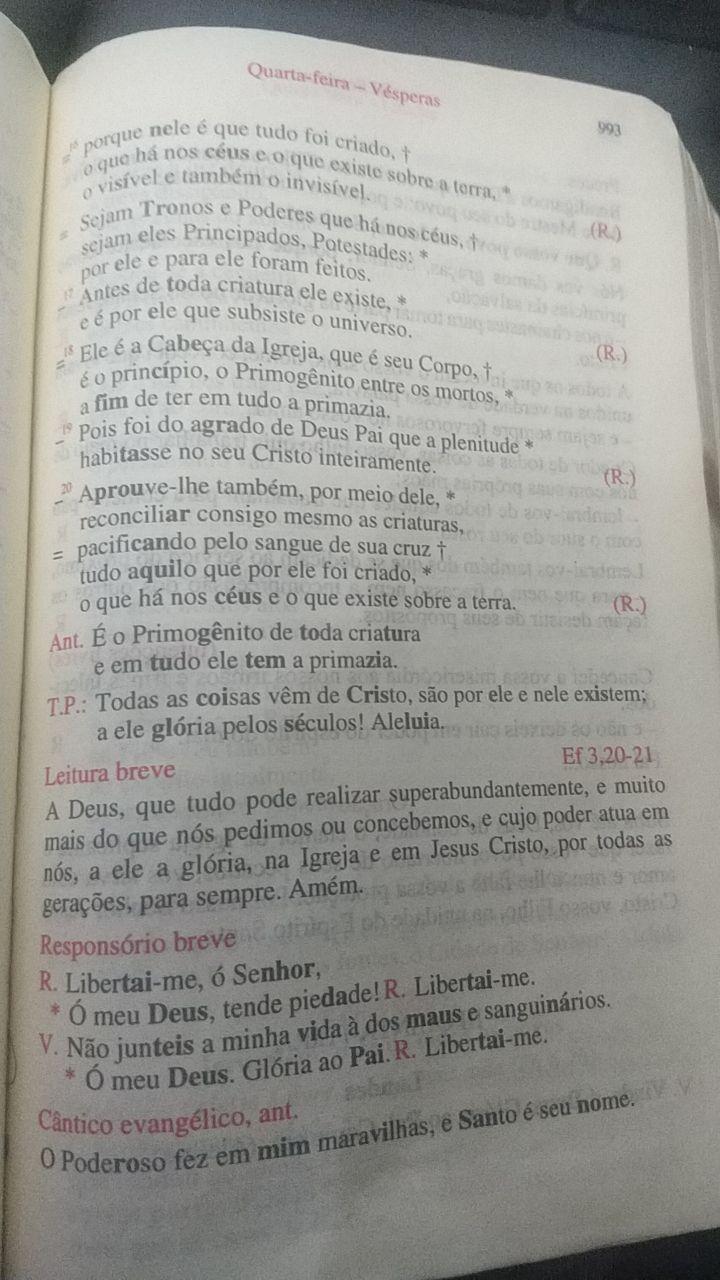 Quarta-feira – Vésperas
993
= 16 porque nele é que tudo foi criado, †
o que há nos céus e o que existe sobre a terra, *
o visível e também o invisível. (R.)
= Sejam Tronos e Poderes que há nos céus, †
sejam eles Principados, Potestades: *
por ele e para ele foram feitos.
– 17 Antes de toda criatura ele existe, *
e é por ele que subsiste o universo. (R.)
= 18 Ele é a Cabeça da Igreja, que é seu Corpo, †
é o princípio, o Primogênito entre os mortos, *
a fim de ter em tudo a primazia.
– 19 Pois foi do agrado de Deus Pai que a plenitude *
habitasse no seu Cristo inteiramente. (R.)
– 20 Aprouve-lhe também, por meio dele, *
reconciliar consigo mesmo as criaturas,
= pacificando pelo sangue de sua cruz †
tudo aquilo que por ele foi criado, *
o que há nos céus e o que existe sobre a terra. (R.)
Ant. É o Primogênito de toda criatura
e em tudo ele tem a primazia.
T.P.: Todas as coisas vêm de Cristo, são por ele e nele existem;
a ele glória pelos séculos! Aleluia.
Leitura breve Ef 3,20-21
A Deus, que tudo pode realizar superabundantemente, e muito
mais do que nós pedimos ou concebemos, e cujo poder atua em
nós, a ele a glória, na Igreja e em Jesus Cristo, por todas as
gerações, para sempre. Amém.
Responsório breve
R. Libertai-me, ó Senhor,
* Ó meu Deus, tende piedade! R. Libertai-me.
V. Não junteis a minha vida à dos maus e sanguinários.
* Ó meu Deus. Glória ao Pai. R. Libertai-me.
Cântico evangélico, ant.
O Poderoso fez em mim maravilhas, e Santo é seu nome.